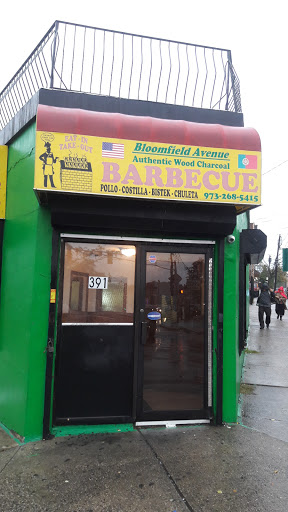 EAT-IN
TAKE-OUT
Bloomfield Avenue
Authentic Wood Charcoal
BARBECUE
POLLO - COSTILLA - BISTEK - CHULETA
973-268-5415
391